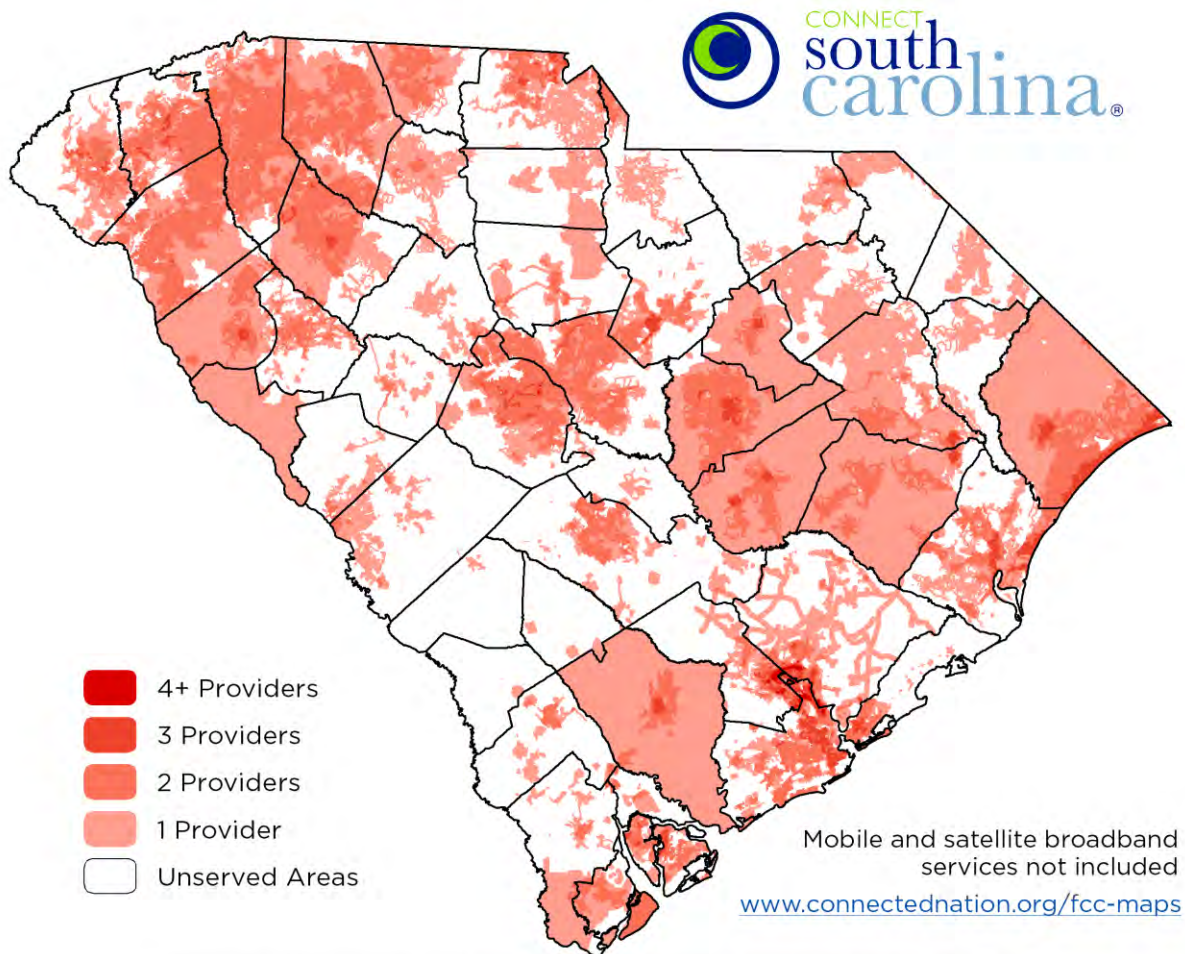 CONNECT
south
carolina®
4+ Providers
3 Providers
2 Providers
1 Provider
Unserved Areas
Mobile and satellite broadband
services not included
www.connectednation.org/fcc-maps